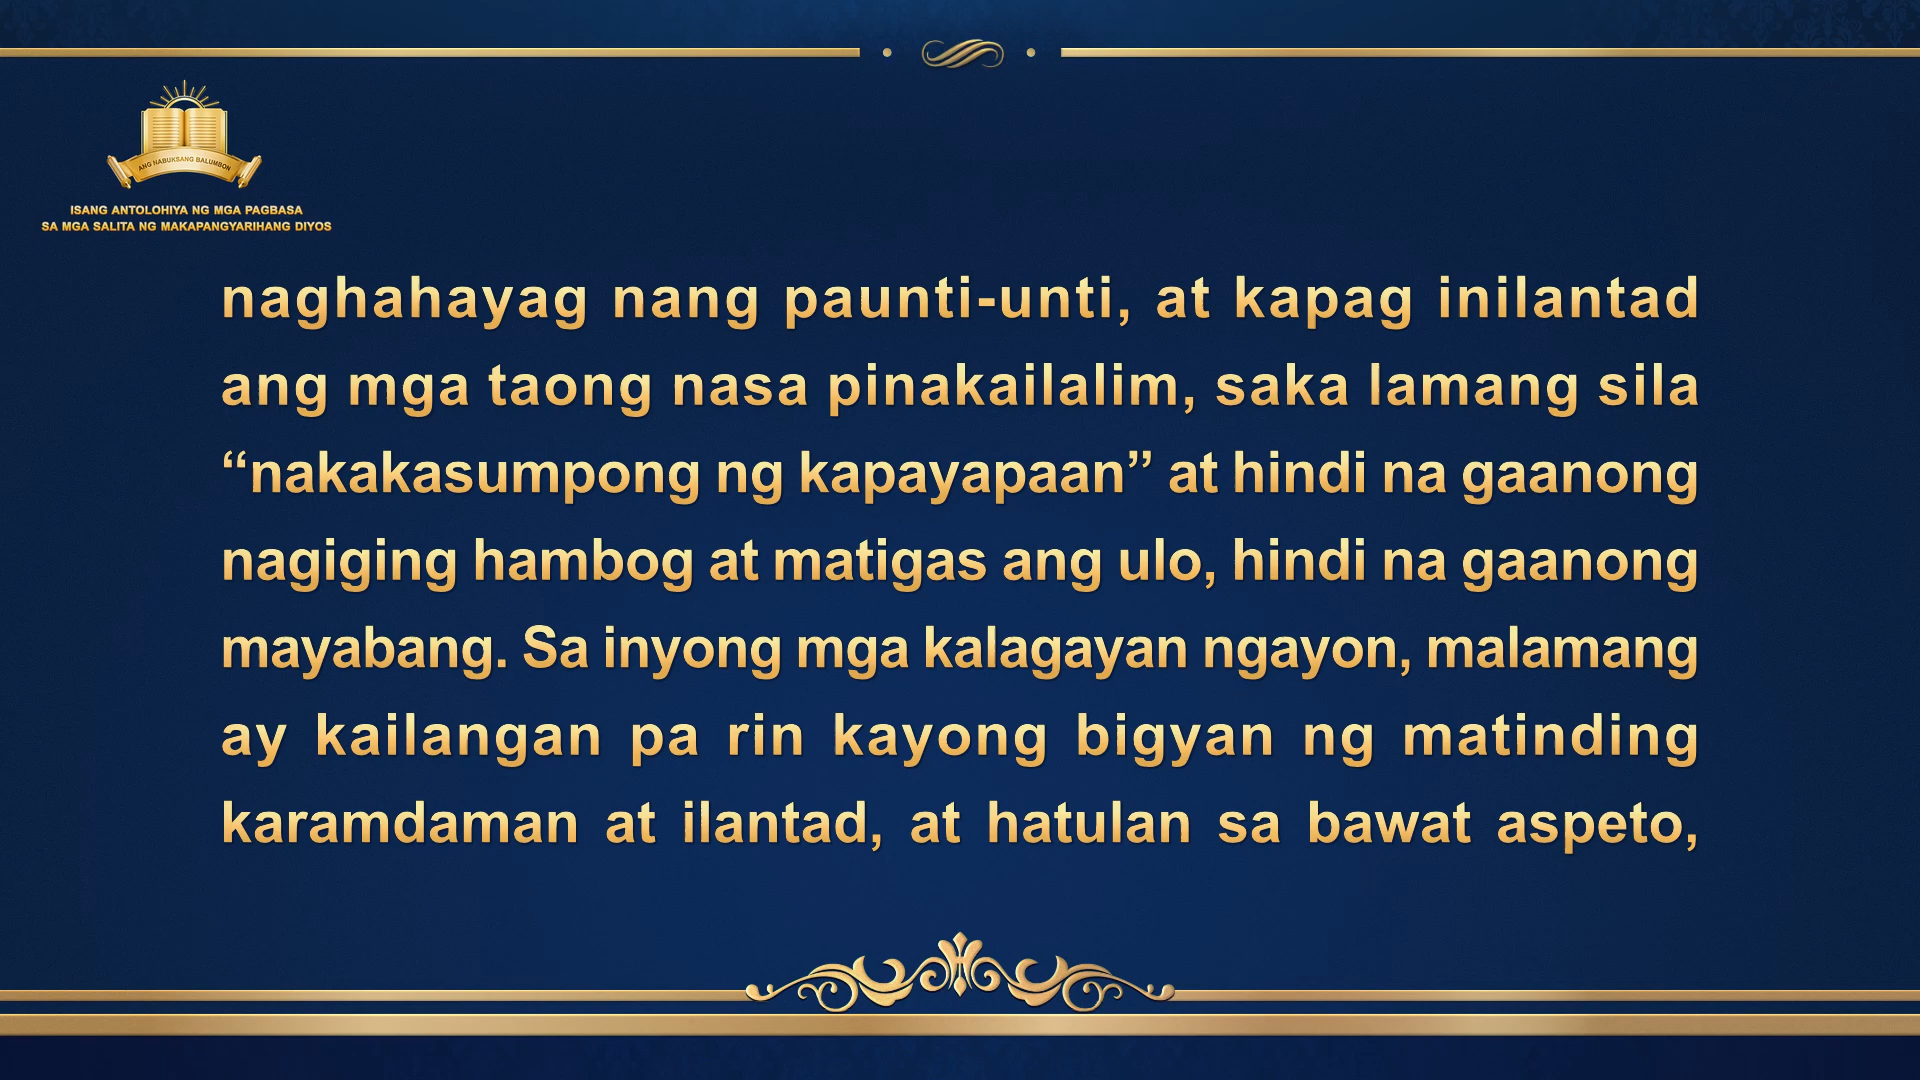 ANG NABUKSANG BALUMBON
ISANG ANTOLOHIYA NG MGA PAGBASA
SA MGA SALITA NG MAKAPANGYARIHANG DIYOS
naghahayag nang paunti-unti, at kapag inilantad
ang mga taong nasa pinakailalim, saka lamang sila
“nakakasumpong ng kapayapaan” at hindi na gaanong
nagiging hambog at matigas ang ulo, hindi na gaanong
mayabang. Sa inyong mga kalagayan ngayon, malamang
ay kailangan pa rin kayong bigyan ng matinding
karamdaman at ilantad, at hatulan sa bawat aspeto,